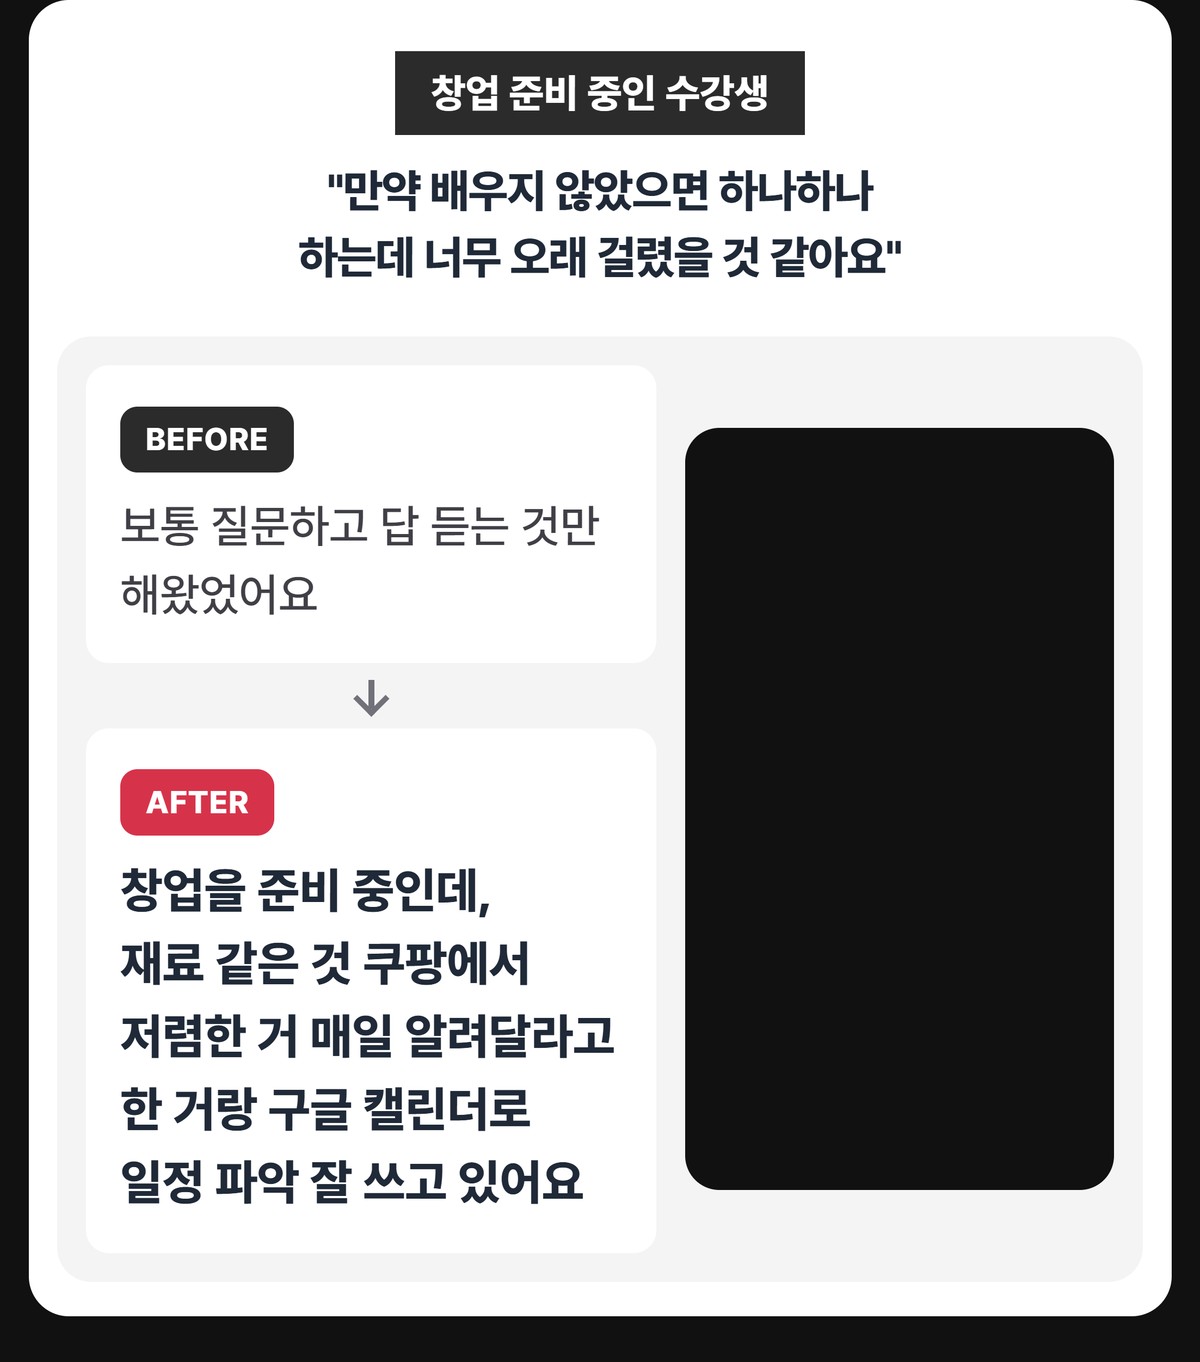 창업 준비 중인 수강생
"만약 배우지 않았으면 하나하나
하는데 너무 오래 걸렸을 것 같아요"
BEFORE
보통 질문하고 답 듣는 것만
해왔었어요
AFTER
창업을 준비 중인데,
재료 같은 것 쿠팡에서
저렴한 거 매일 알려달라고
한 거랑 구글 캘린더로
일정 파악 잘 쓰고 있어요